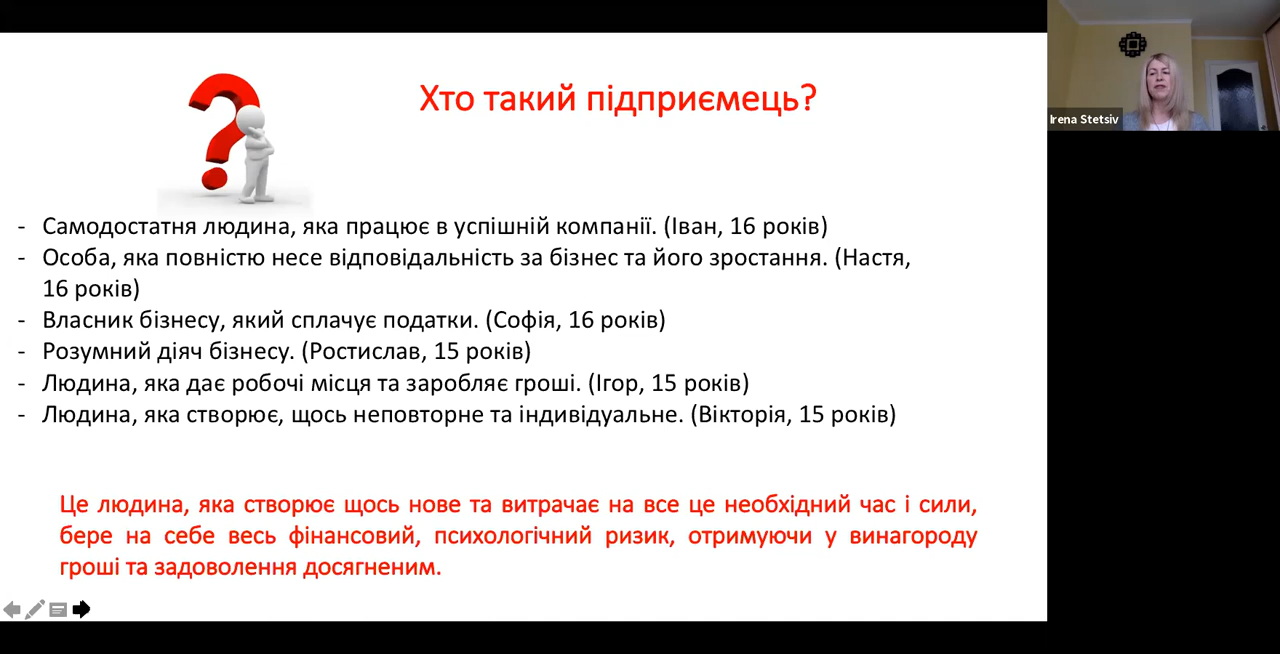 Хто такий підприємець?
Irena Stetsiv
- Самодостатня людина, яка працює в успішній компанії. (Іван, 16 років)
- Особа, яка повністю несе відповідальність за бізнес та його зростання. (Настя,
16 років)
- Власник бізнесу, який сплачує податки. (Софія, 16 років)
- Розумний діяч бізнесу. (Ростислав, 15 років)
- Людина, яка дає робочі місця та заробляє гроші. (Ігор, 15 років)
- Людина, яка створює, щось неповторне та індивідуальне. (Вікторія, 15 років)
Це людина, яка створює щось нове та витрачає на все це необхідний час і сили,
бере на себе весь фінансовий, психологічний ризик, отримуючи у винагороду
гроші та задоволення досягненим.